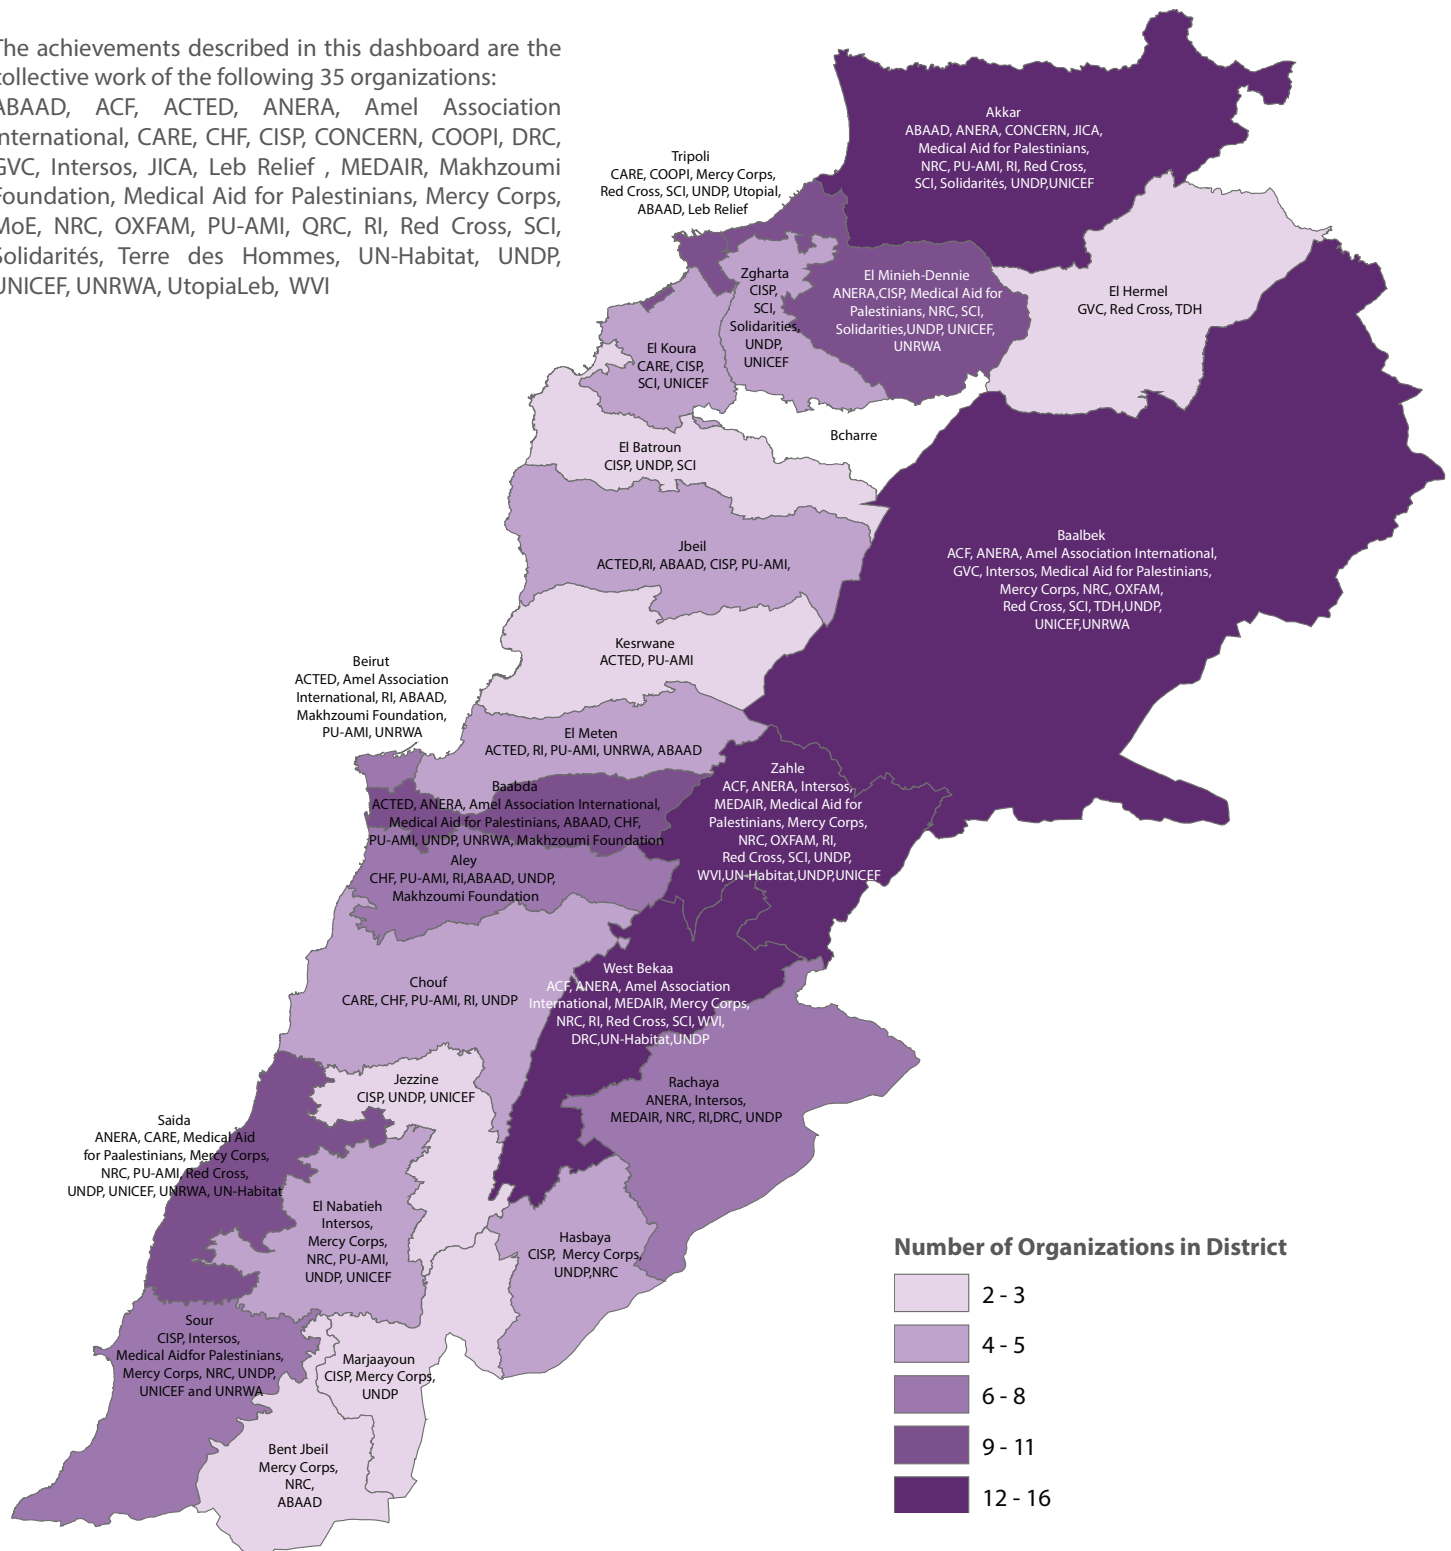 The achievements described in this dashboard are the
collective work of the following 35 organizations:
ABAAD, ACF, ACTED, ANERA, Amel Association
International, CARE, CHF, CISP, CONCERN, COOPI, DRC,
GVC, Intersos, JICA, Leb Relief , MEDAIR, Makhzoumi
Foundation, Medical Aid for Palestinians, Mercy Corps,
MoE, NRC, OXFAM, PU-AMI, QRC, RI, Red Cross, SCI,
Solidarités, Terre des Hommes, UN-Habitat, UNDP,
UNICEF, UNRWA, UtopiaLeb, WVI
Akkar
ABAAD, ANERA, CONCERN, JICA,
Medical Aid for Palestinians,
NRC, PU-AMI, RI, Red Cross,
SCI, Solidarités, UNDP,UNICEF
Tripoli
CARE, COOPI, Mercy Corps,
Red Cross, SCI, UNDP, Utopial,
ABAAD, Leb Relief
Zgharta
CISP,
SCI,
Solidarities,
UNDP,
UNICEF
El Minieh-Dennie
ANERA,CISP, Medical Aid for
Palestinians, NRC, SCI,
Solidarities,UNDP, UNICEF,
UNRWA
El Hermel
GVC, Red Cross, TDH
El Koura
CARE, CISP,
SCI, UNICEF
Bcharre
El Batroun
CISP, UNDP, SCI
Jbeil
ACTED,RI, ABAAD, CISP, PU-AMI,
Baalbek
ACF, ANERA, Amel Association International,
GVC, Intersos, Medical Aid for Palestinians,
Mercy Corps, NRC, OXFAM,
Red Cross, SCI, TDH,UNDP,
UNICEF,UNRWA
Kesrwane
ACTED, PU-AMI
Beirut
ACTED, Amel Association
International, RI, ABAAD,
Makhzoumi Foundation,
PU-AMI, UNRWA
El Meten
ACTED, RI, PU-AMI, UNRWA, ABAAD
Baabda
ACTED, ANERA, Amel Association International,
Medical Aid for Palestinians, ABAAD, CHF,
PU-AMI, UNDP, UNRWA, Makhzoumi Foundation
Zahle
ACF, ANERA, Intersos,
MEDAIR, Medical Aid for
Palestinians, Mercy Corps,
NRC, OXFAM, RI,
Red Cross, SCI, UNDP,
WVI,UN-Habitat,UNDP,UNICEF
Aley
CHF, PU-AMI, RI,ABAAD, UNDP,
Makhzoumi Foundation
Chouf
CARE, CHF, PU-AMI, RI, UNDP
West Bekaa
ACF, ANERA, Amel Association
International, MEDAIR, Mercy Corps,
NRC, RI, Red Cross, SCI, WVI,
DRC,UN-Habitat,UNDP
Jezzine
CISP, UNDP, UNICEF
Rachaya
ANERA, Intersos,
MEDAIR, NRC, RI,DRC, UNDP
Saida
ANERA, CARE, Medical Aid
for Paalestinians, Mercy Corps,
NRC, PU-AMI, Red Cross,
UNDP, UNICEF, UNRWA, UN-Habitat
El Nabatieh
Intersos,
Mercy Corps,
NRC, PU-AMI,
UNDP, UNICEF
Hasbaya
CISP, Mercy Corps,
UNDP,NRC
Sour
CISP, Intersos,
Medical Aidfor Palestinians,
Mercy Corps, NRC, UNDP,
UNICEF and UNRWA
Marjaayoun
CISP, Mercy Corps,
UNDP
Bent Jbeil
Mercy Corps,
NRC,
ABAAD
Number of Organizations in District
2 - 3
4 - 5
6 - 8
9 - 11
12 - 16